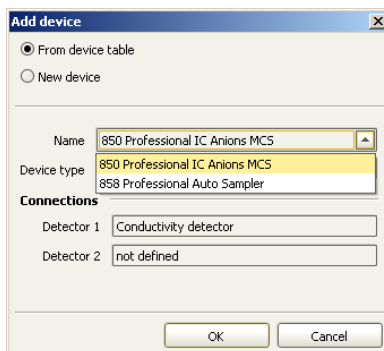 Add device
From device table
New device
Name 850 Professional IC Anions MCS
850 Professional IC Anions MCS
Device type
858 Professional Auto Sampler
Connections
Detector 1 Conductivity detector
Detector 2 not defined
OK Cancel